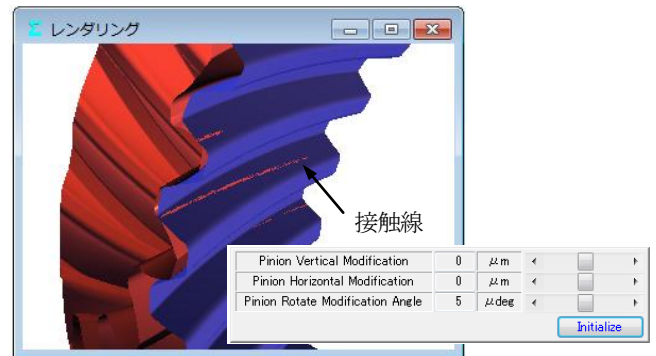 レンダリング
接触線
Pinion Vertical Modification 0 μm
Pinion Horizontal Modification 0 μm
Pinion Rotate Modification Angle 5 μdeg
Initialize